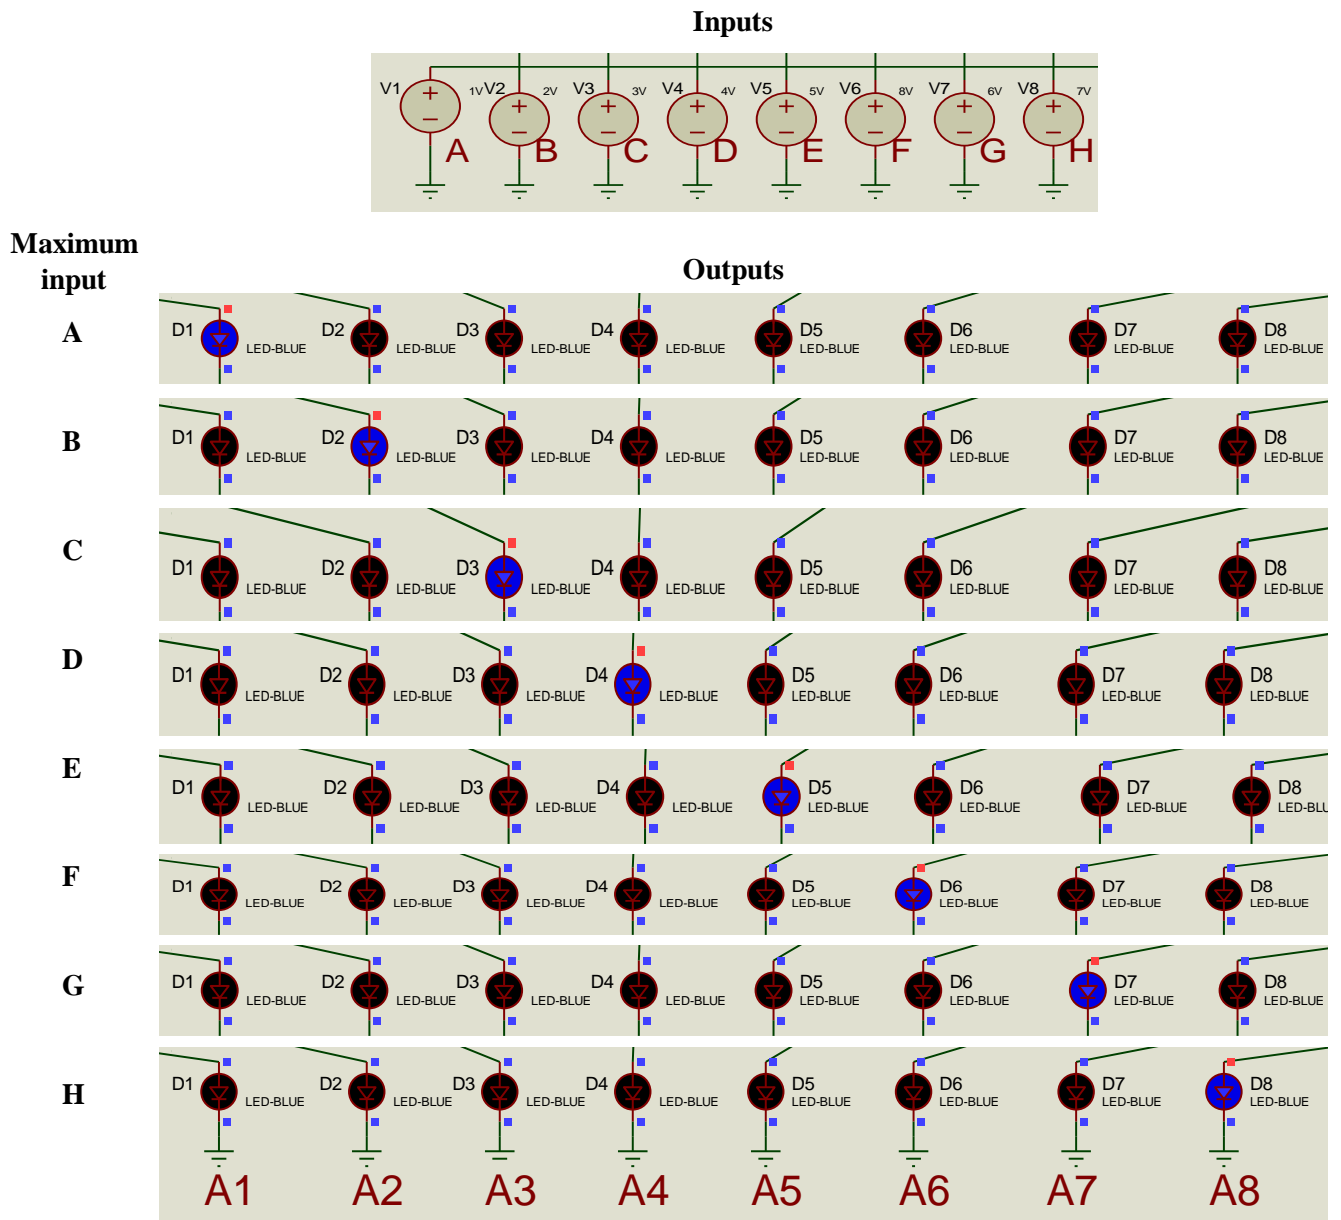 Inputs
V1 1V V2 2V V3 3V V4 4V V5 5V V6 8V V7 6V V8 7V
+ + + + + + + +
− − − − − − − −
A B C D E F G H
Maximum
input
Outputs
A
D1 LED-BLUE D2 LED-BLUE D3 LED-BLUE D4 LED-BLUE D5 LED-BLUE D6 LED-BLUE D7 LED-BLUE D8 LED-BLUE
B
D1 LED-BLUE D2 LED-BLUE D3 LED-BLUE D4 LED-BLUE D5 LED-BLUE D6 LED-BLUE D7 LED-BLUE D8 LED-BLUE
C
D1 LED-BLUE D2 LED-BLUE D3 LED-BLUE D4 LED-BLUE D5 LED-BLUE D6 LED-BLUE D7 LED-BLUE D8 LED-BLUE
D
D1 LED-BLUE D2 LED-BLUE D3 LED-BLUE D4 LED-BLUE D5 LED-BLUE D6 LED-BLUE D7 LED-BLUE D8 LED-BLUE
E
D1 LED-BLUE D2 LED-BLUE D3 LED-BLUE D4 LED-BLUE D5 LED-BLUE D6 LED-BLUE D7 LED-BLUE D8 LED-BLU
F
D1 LED-BLUE D2 LED-BLUE D3 LED-BLUE D4 LED-BLUE D5 LED-BLUE D6 LED-BLUE D7 LED-BLUE D8 LED-BLUE
G
D1 LED-BLUE D2 LED-BLUE D3 LED-BLUE D4 LED-BLUE D5 LED-BLUE D6 LED-BLUE D7 LED-BLUE D8 LED-BLUE
H
D1 LED-BLUE D2 LED-BLUE D3 LED-BLUE D4 LED-BLUE D5 LED-BLUE D6 LED-BLUE D7 LED-BLUE D8 LED-BLUE
A1 A2 A3 A4 A5 A6 A7 A8